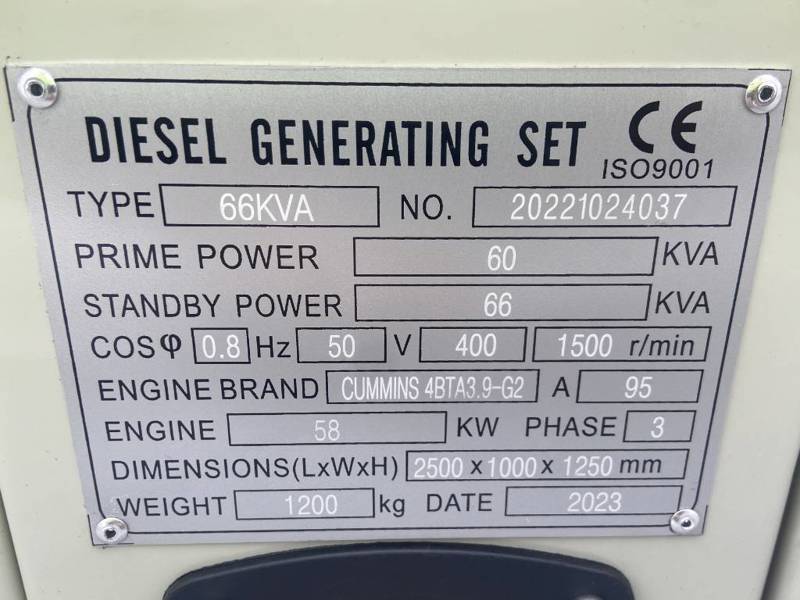 DIESEL GENERATING SET CE
ISO9001
TYPE 66KVA NO. 20221024037
PRIME POWER 60 KVA
STANDBY POWER 66 KVA
COSφ 0.8 Hz 50 V 400 1500 r/min
ENGINE BRAND CUMMINS 4BTA3.9-G2 A 95
ENGINE 58 KW PHASE 3
DIMENSIONS(LxWxH) 2500 x 1000 x 1250 mm
WEIGHT 1200 kg DATE 2023